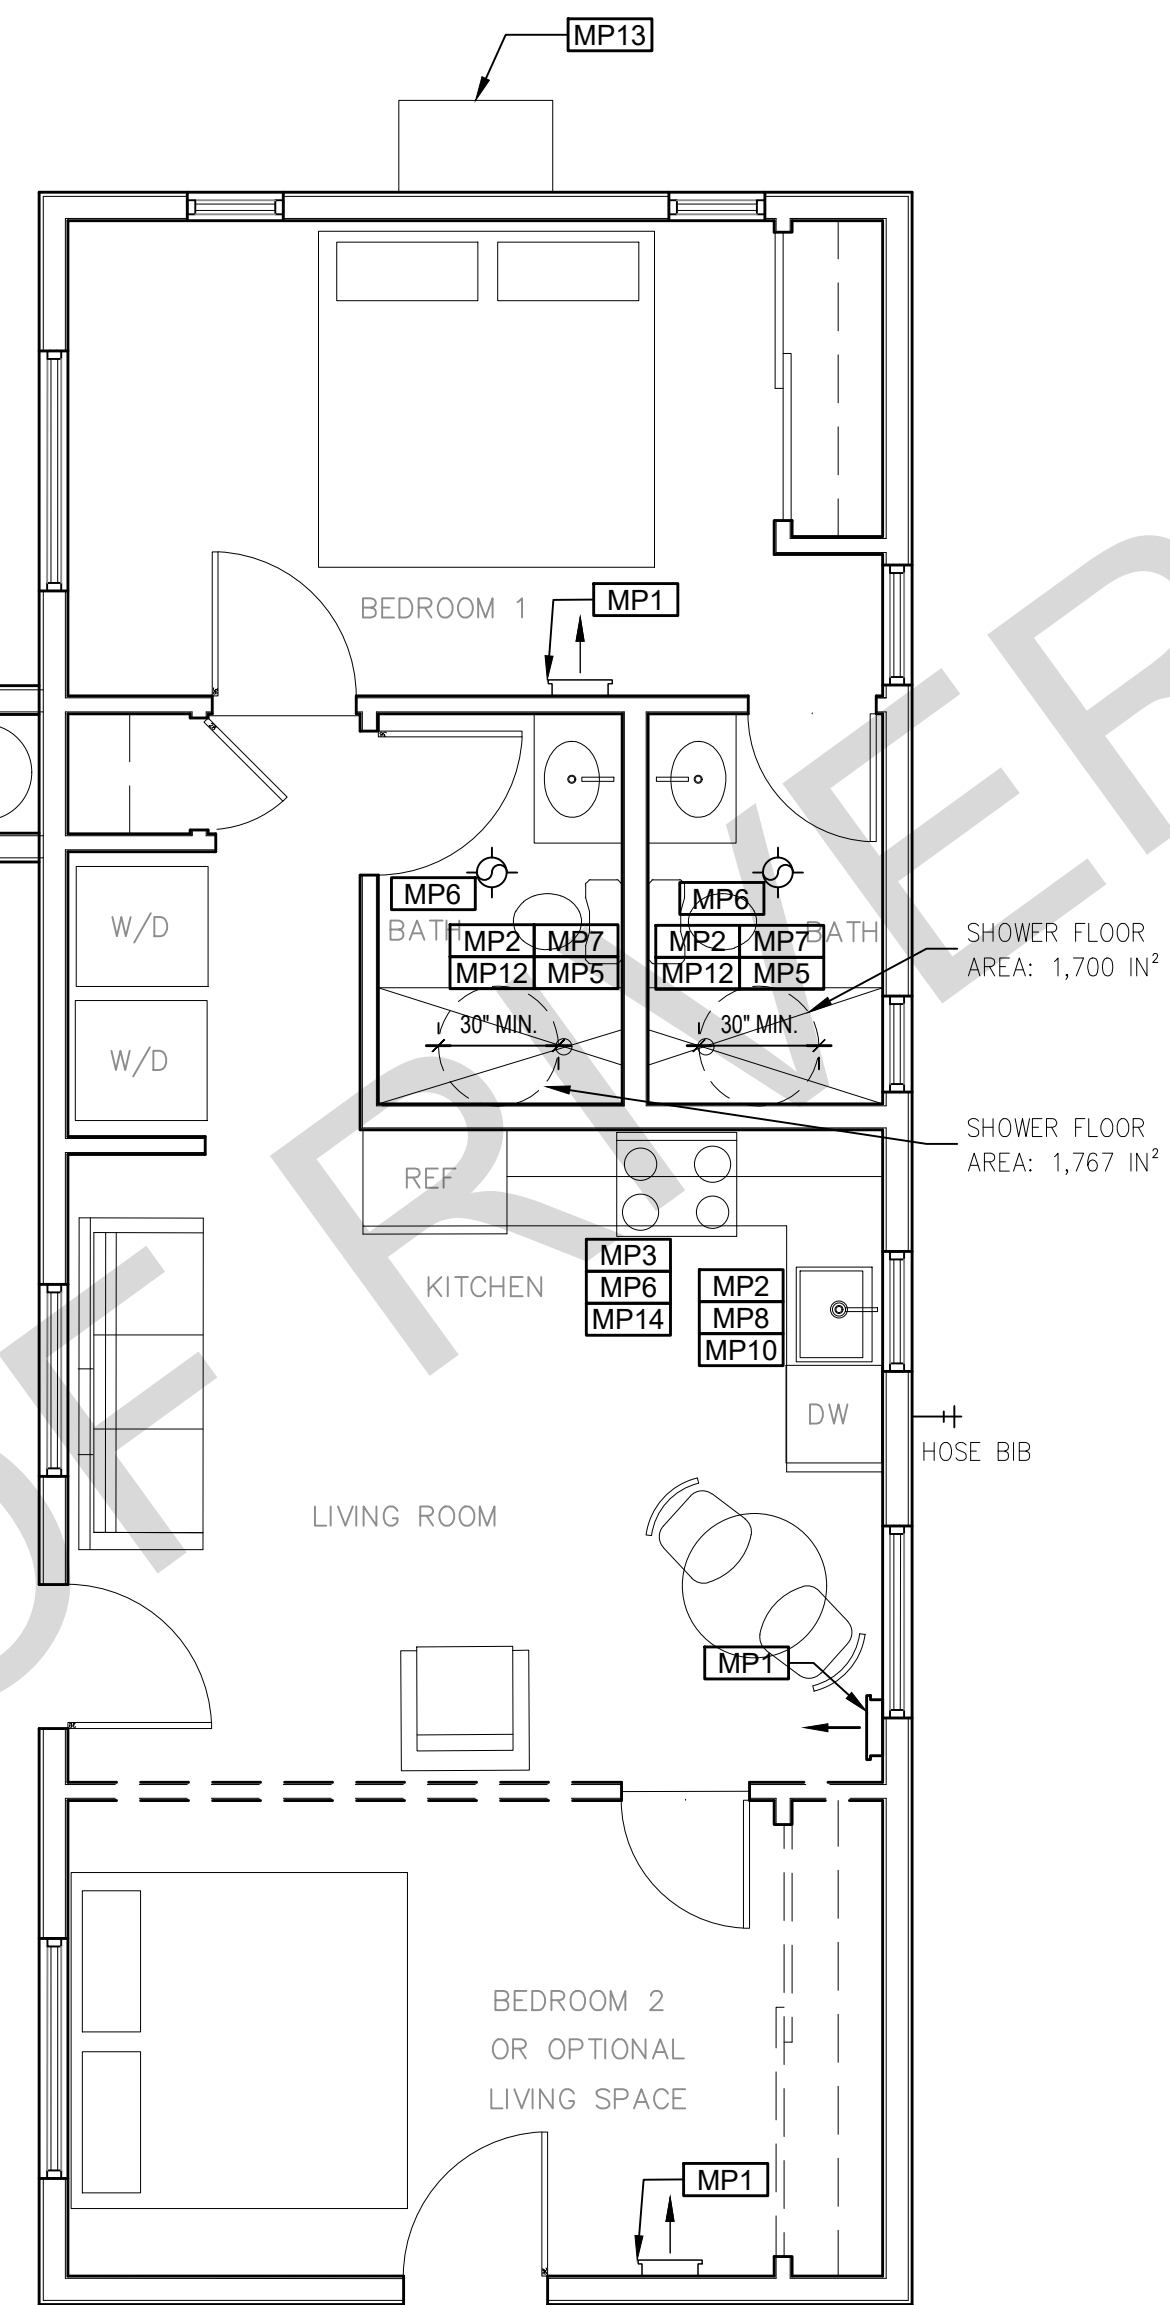 MP13
BEDROOM 1
MP1
W/D
W/D
MP6
BATH
MP2 MP7
MP12 MP5
30" MIN.
MP6
BATH
MP2 MP7
MP12 MP5
30" MIN.
SHOWER FLOOR
AREA: 1,700 IN²
SHOWER FLOOR
AREA: 1,767 IN²
REF
KITCHEN
MP3
MP6
MP14
MP2
MP8
MP10
DW
HOSE BIB
LIVING ROOM
MP1
BEDROOM 2
OR OPTIONAL
LIVING SPACE
MP1
OF RIVER